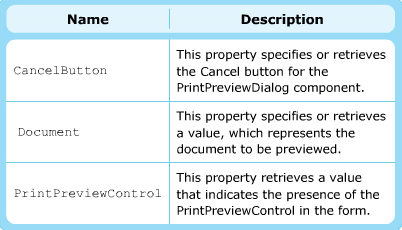 Name Description
This property specifies or retrieves
CancelButton the Cancel button for the
PrintPreviewDialog component.
This property specifies or retrieves
Document a value, which represents the
document to be previewed.
This property retrieves a value
PrintPreviewControl that indicates the presence of the
PrintPreviewControl in the form.